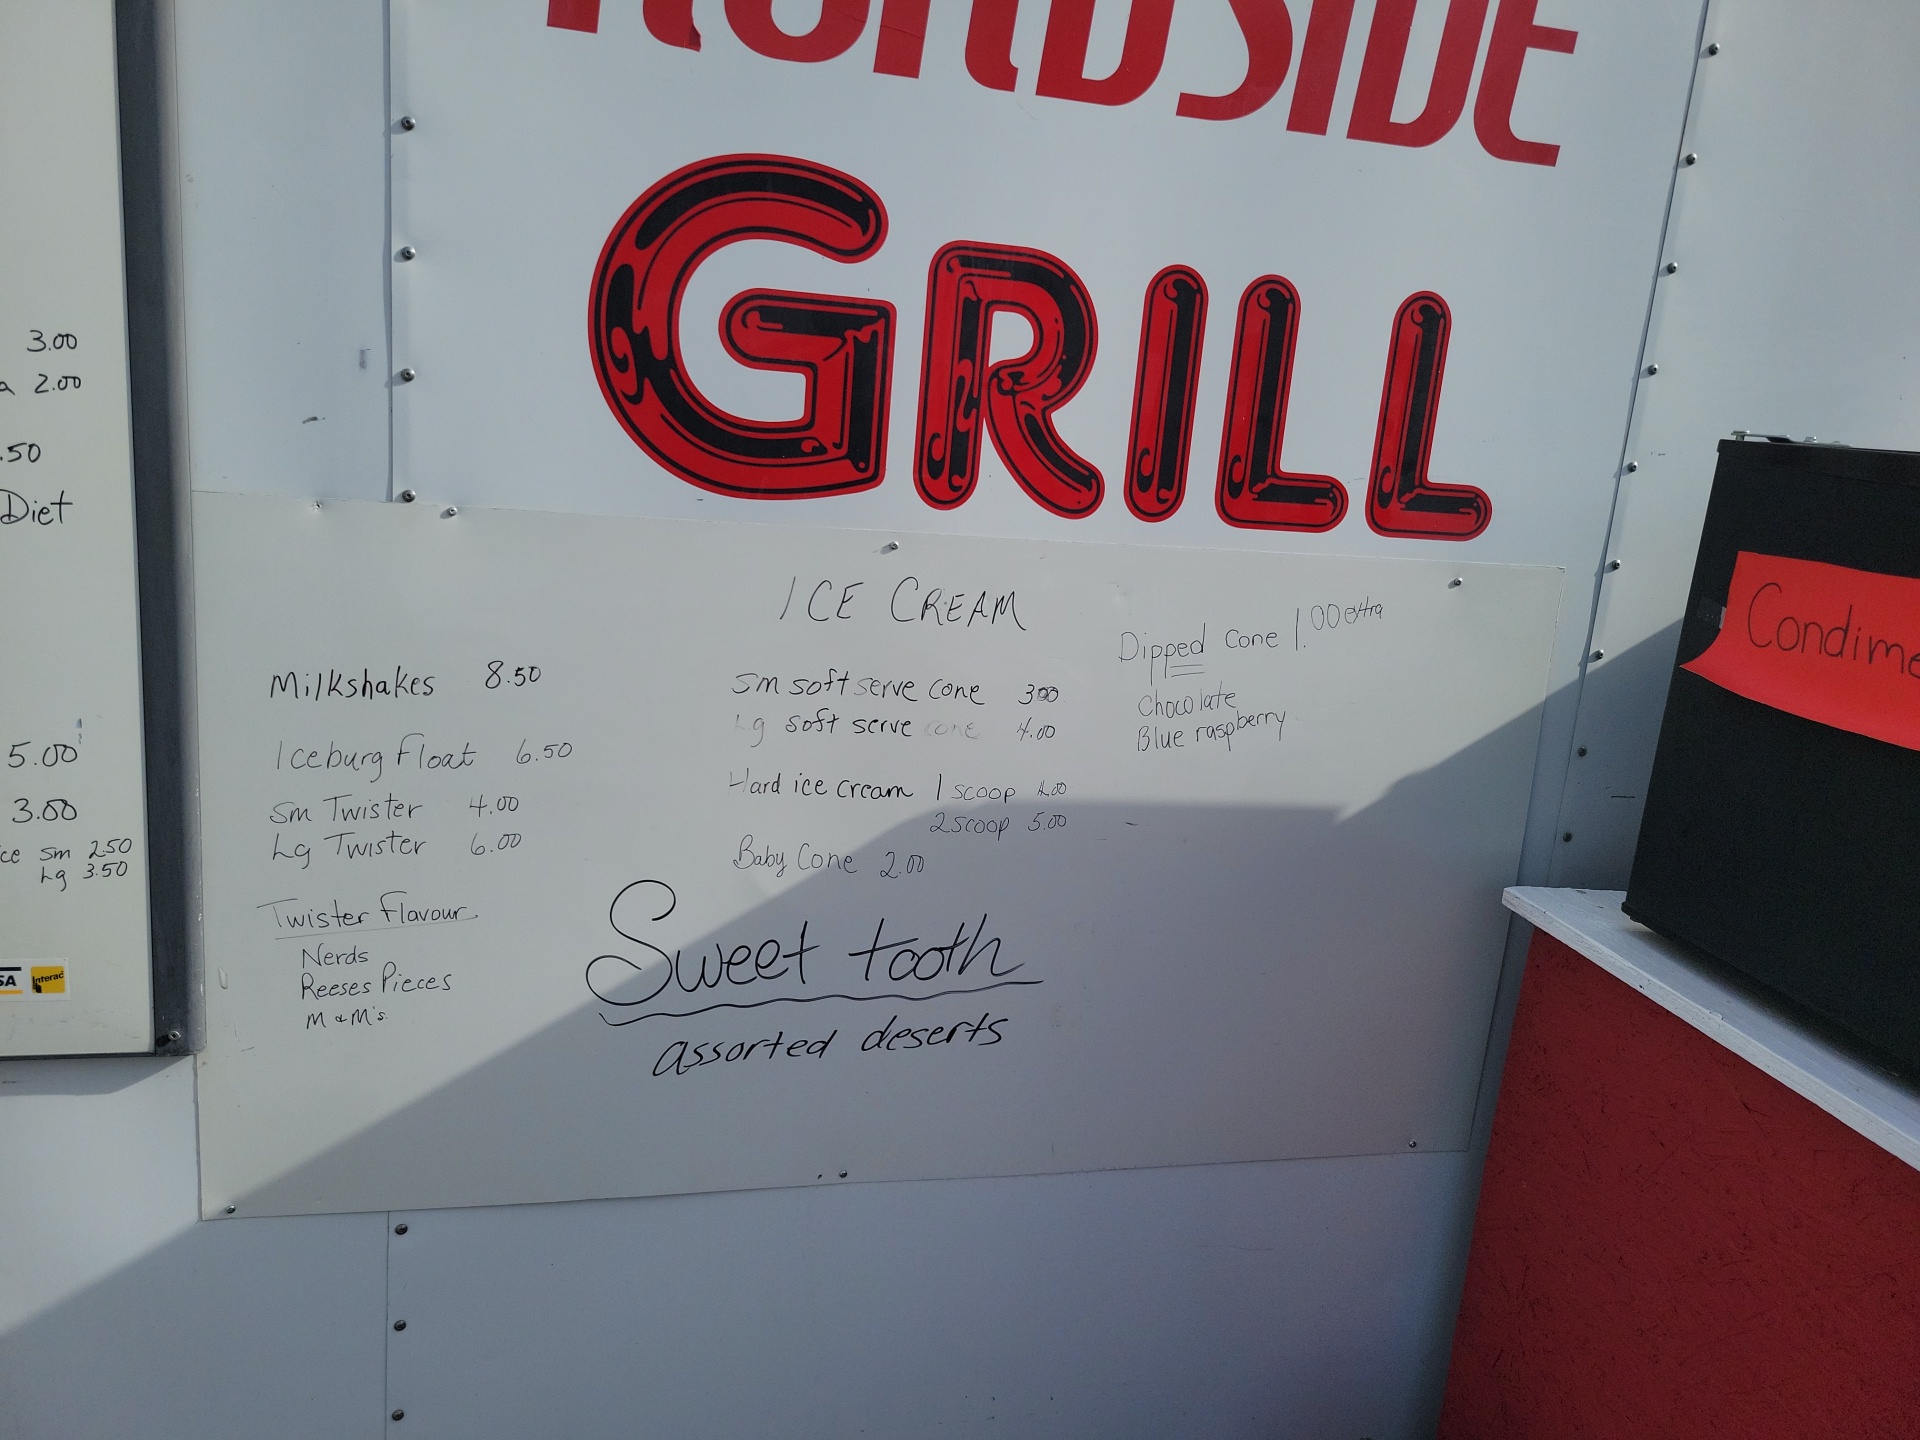 ROADSIDE
GRILL
3.00
a 2.00
.50
Diet
5.00
3.00
ce sm 2.50
Lg 3.50
SA Interac
ICE CREAM
Milkshakes 8.50
Iceburg Float 6.50
Sm Twister 4.00
Lg Twister 6.00
Twister Flavour
Nerds
Reeses Pieces
M & M's
Sm soft serve cone 3.00
Lg soft serve cone 4.00
Hard ice cream 1 scoop 4.00
2 scoop 5.00
Baby Cone 2.00
Dipped Cone 1.00 extra
Chocolate
Blue raspberry
Sweet tooth
assorted deserts
Condime